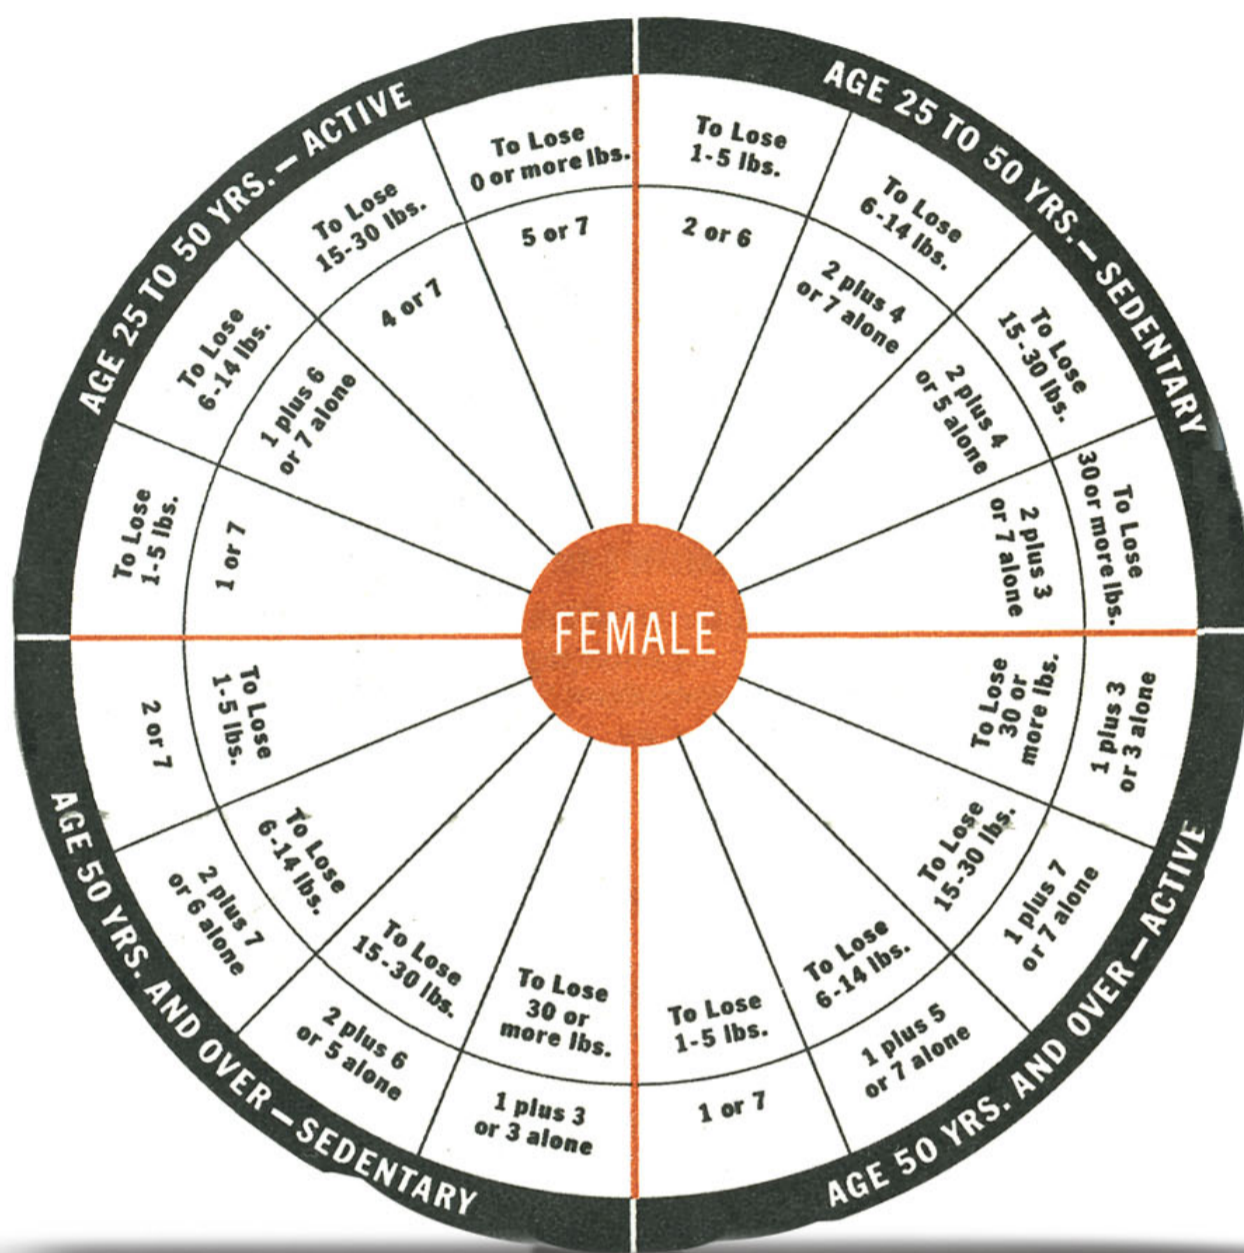 AGE 25 TO 50 YRS.—ACTIVE
To Lose
1-5 lbs.
1 or 7
To Lose
6-14 lbs.
1 plus 6
or 7 alone
To Lose
15-30 lbs.
4 or 7
To Lose
0 or more lbs.
5 or 7
AGE 25 TO 50 YRS.—SEDENTARY
To Lose
1-5 lbs.
2 or 6
To Lose
6-14 lbs.
2 plus 4
or 7 alone
To Lose
15-30 lbs.
2 plus 4
or 5 alone
To Lose
30 or more lbs.
2 plus 3
or 7 alone
FEMALE
AGE 50 YRS. AND OVER—ACTIVE
To Lose
30 or
more lbs.
1 plus 3
or 3 alone
To Lose
15-30 lbs.
1 plus 7
or 7 alone
To Lose
6-14 lbs.
1 plus 5
or 7 alone
To Lose
1-5 lbs.
1 or 7
AGE 50 YRS. AND OVER—SEDENTARY
To Lose
30 or
more lbs.
1 plus 3
or 3 alone
To Lose
15-30 lbs.
2 plus 6
or 5 alone
To Lose
6-14 lbs.
2 plus 7
or 6 alone
To Lose
1-5 lbs.
2 or 7